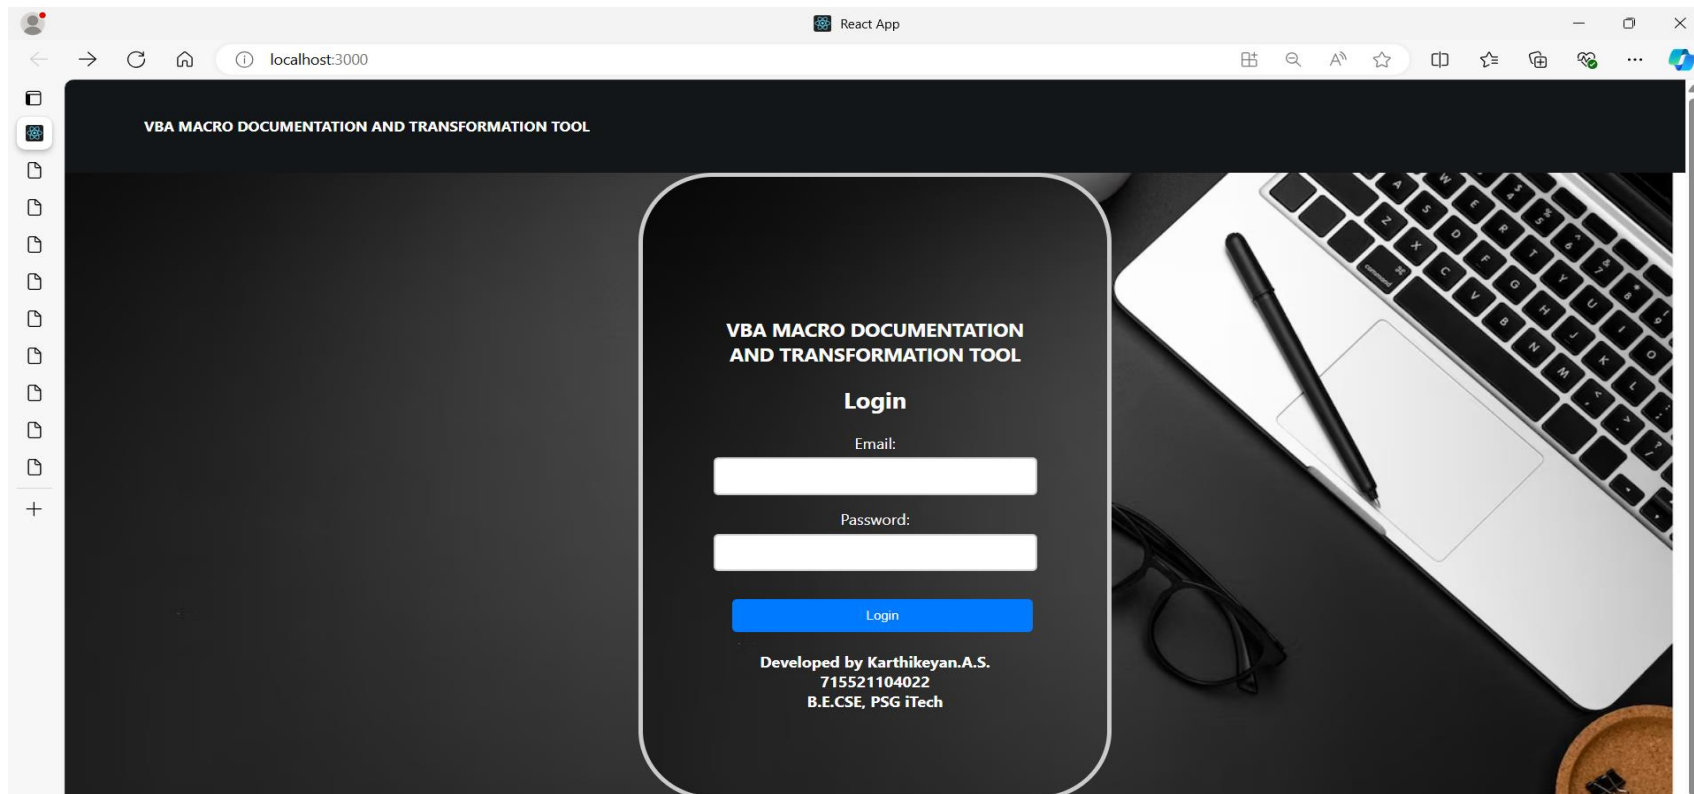 React App
localhost:3000
VBA MACRO DOCUMENTATION AND TRANSFORMATION TOOL
VBA MACRO DOCUMENTATION
AND TRANSFORMATION TOOL
Login
Email:
Password:
Login
Developed by Karthikeyan.A.S.
715521104022
B.E.CSE, PSG iTech